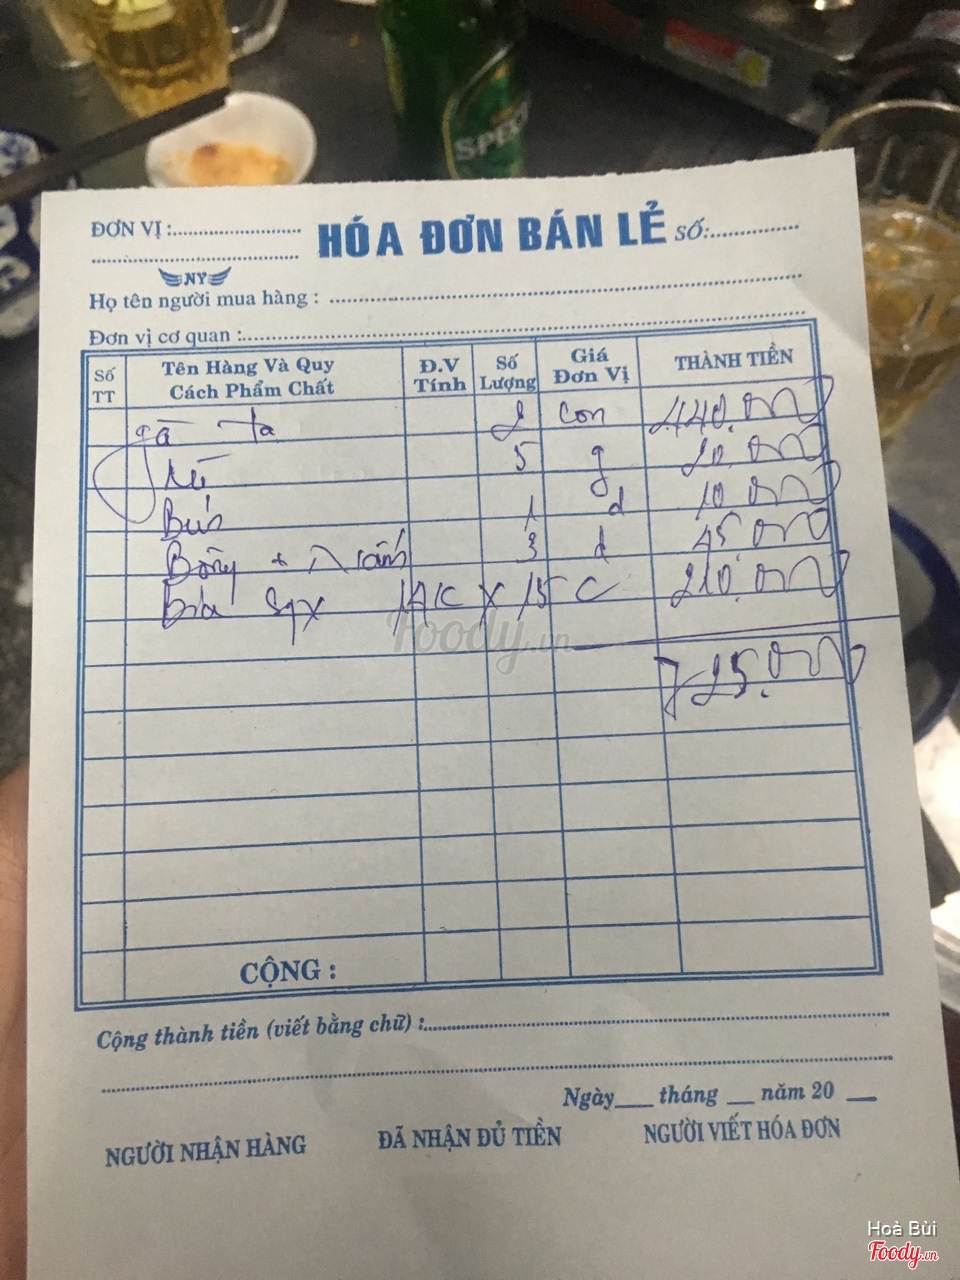 SPEC
ĐƠN VỊ:
HÓA ĐƠN BÁN LẺ SỐ:
NY
Họ tên người mua hàng :
Đơn vị cơ quan :
Số TT Tên Hàng Và Quy Cách Phẩm Chất Đ.V Tính Số Lượng Giá Đơn Vị THÀNH TIỀN
gà ta 2 con 440.000
5 g 20.000
Bún 1 đ 10.000
3 đ 45.000
Bia Sgx 14k x 15 c 210.000
725.000
Foody.vn
CỘNG :
Cộng thành tiền (viết bằng chữ) :
Ngày tháng năm 20
NGƯỜI NHẬN HÀNG ĐÃ NHẬN ĐỦ TIỀN NGƯỜI VIẾT HÓA ĐƠN
Hoà Bùi
Foody.vn